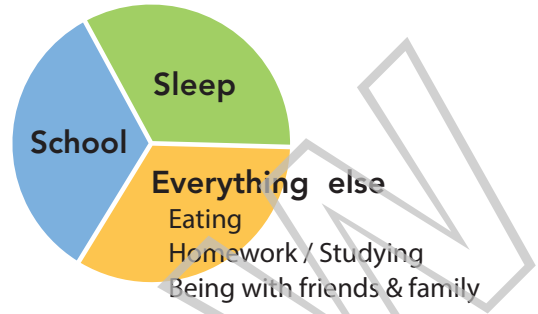 Sleep
School
Everything else
Eating
Homework / Studying
Being with friends & family